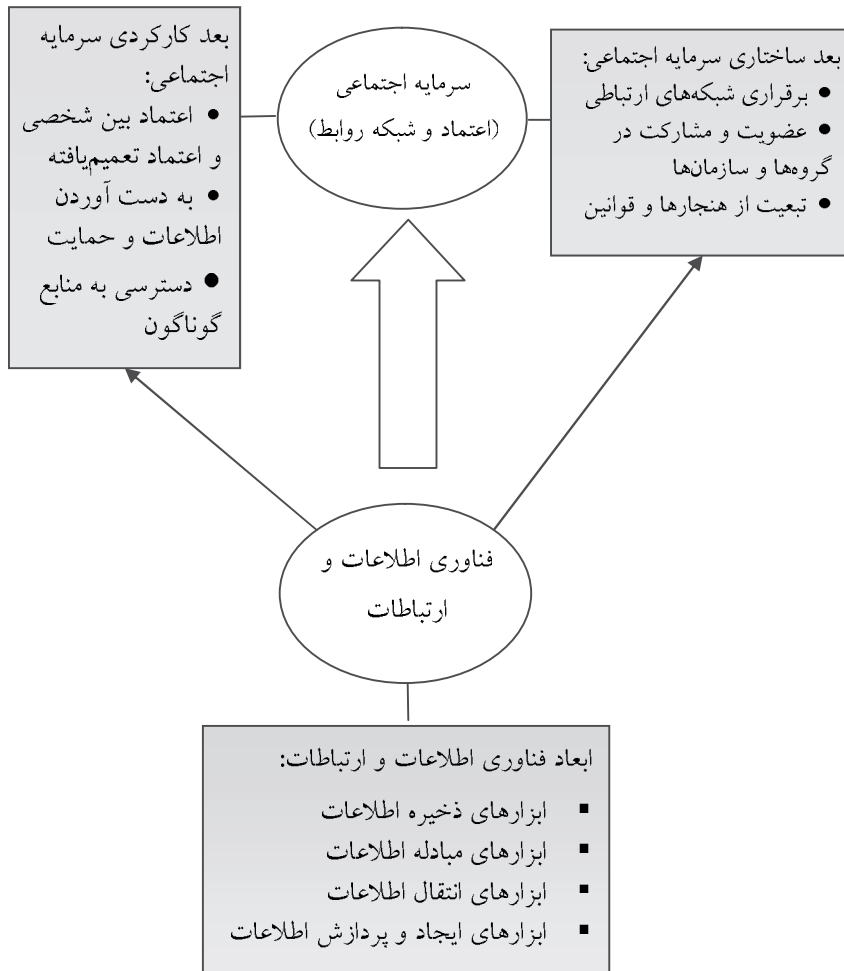 بعد ساختاری سرمایه اجتماعی:
● برقراری شبکه‌های ارتباطی
● عضویت و مشارکت در
گروه‌ها و سازمان‌ها
● تبعیت از هنجارها و قوانین
سرمایه اجتماعی
(اعتماد و شبکه روابط)
بعد کارکردی سرمایه
اجتماعی:
● اعتماد بین شخصی
و اعتماد تعمیم‌یافته
● به دست آوردن
اطلاعات و حمایت
● دسترسی به منابع
گوناگون
فناوری اطلاعات و
ارتباطات
ابعاد فناوری اطلاعات و ارتباطات:
▪ ابزارهای ذخیره اطلاعات
▪ ابزارهای مبادله اطلاعات
▪ ابزارهای انتقال اطلاعات
▪ ابزارهای ایجاد و پردازش اطلاعات